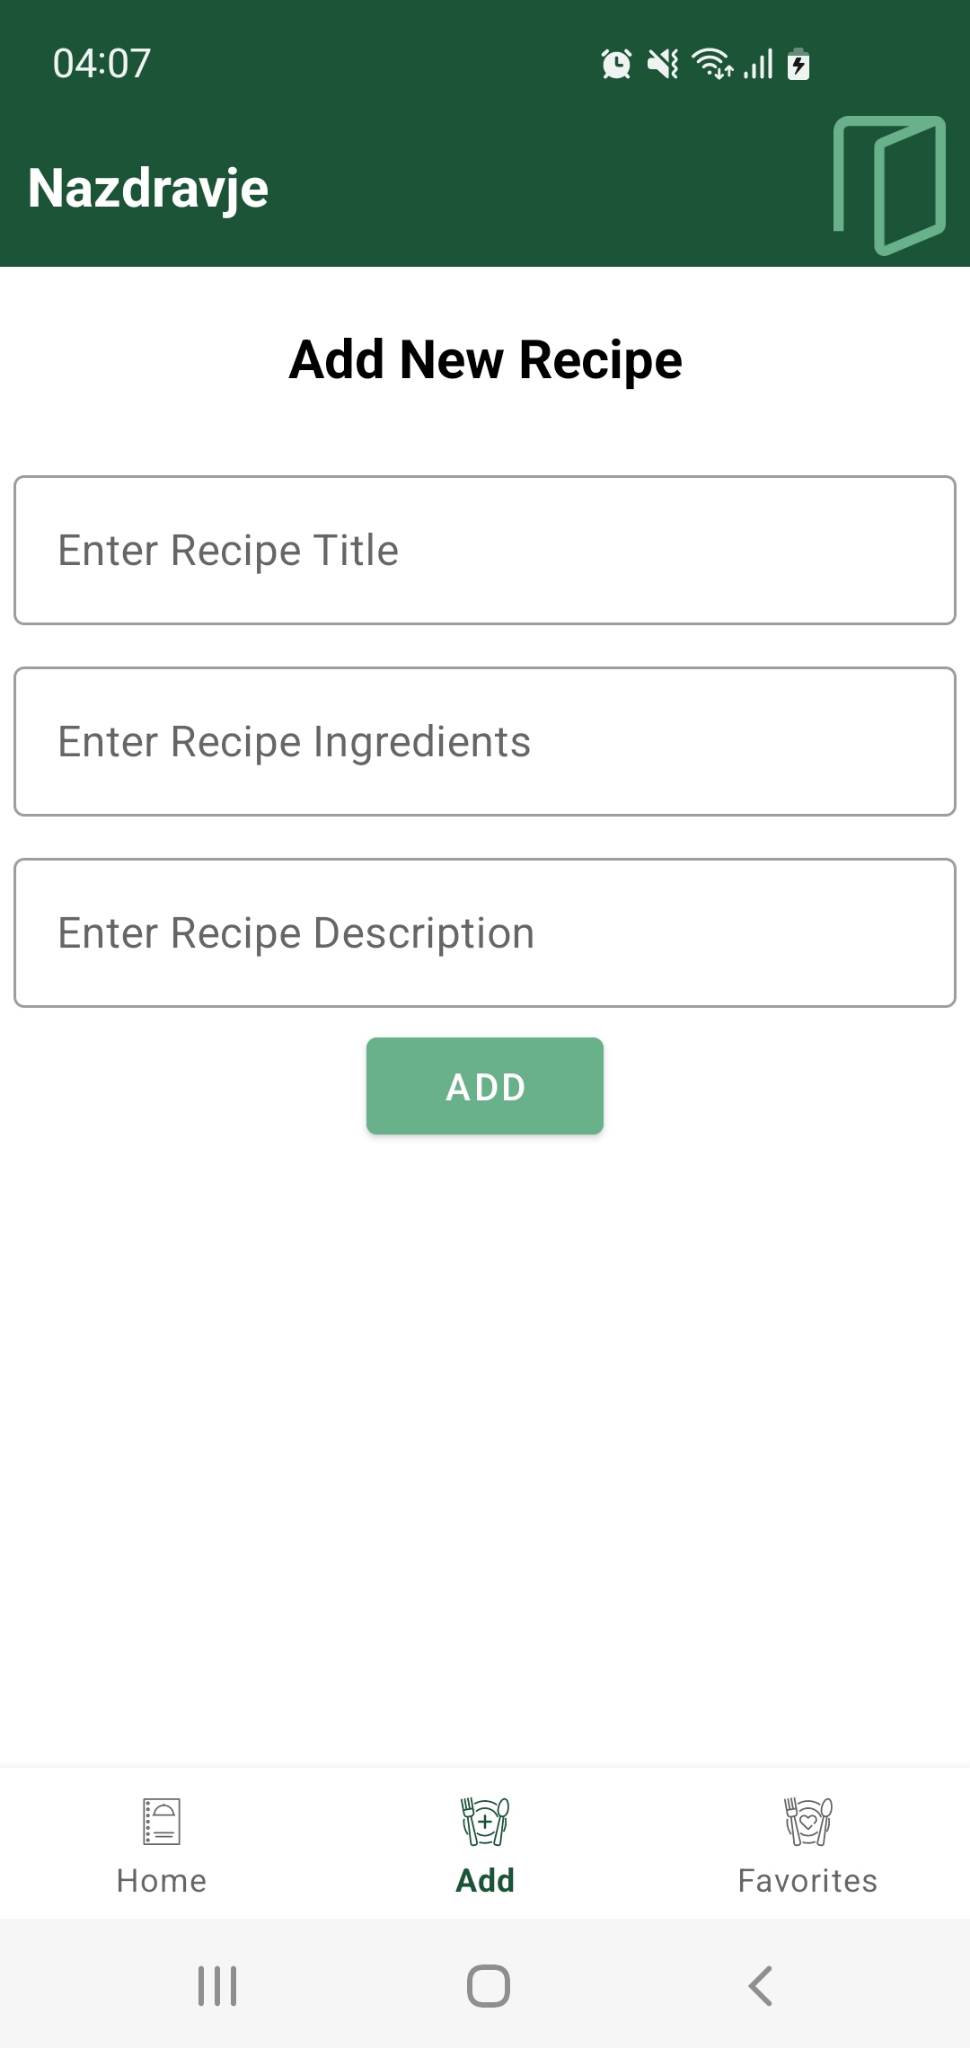 04:07
Nazdravje
Add New Recipe
Enter Recipe Title
Enter Recipe Ingredients
Enter Recipe Description
ADD
Home
Add
Favorites